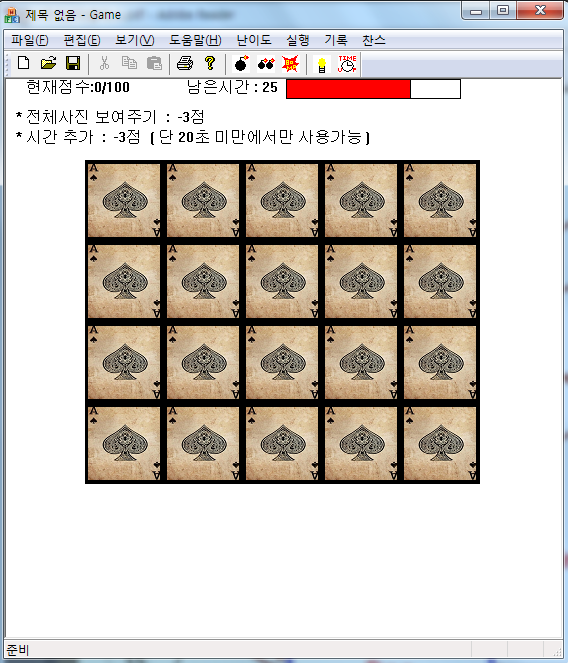 제목 없음 - Game
파일(F) 편집(E) 보기(V) 도움말(H) 난이도 실행 기록 찬스
TIME
현재점수:0/100 남은시간 : 25
* 전체사진 보여주기 : -3점
* 시간 추가 : -3점 ( 단 20초 미만에서만 사용가능 )
A A A A A
A A A A A
A A A A A
A A A A A
A A A A A
A A A A A
A A A A A
A A A A A
준비